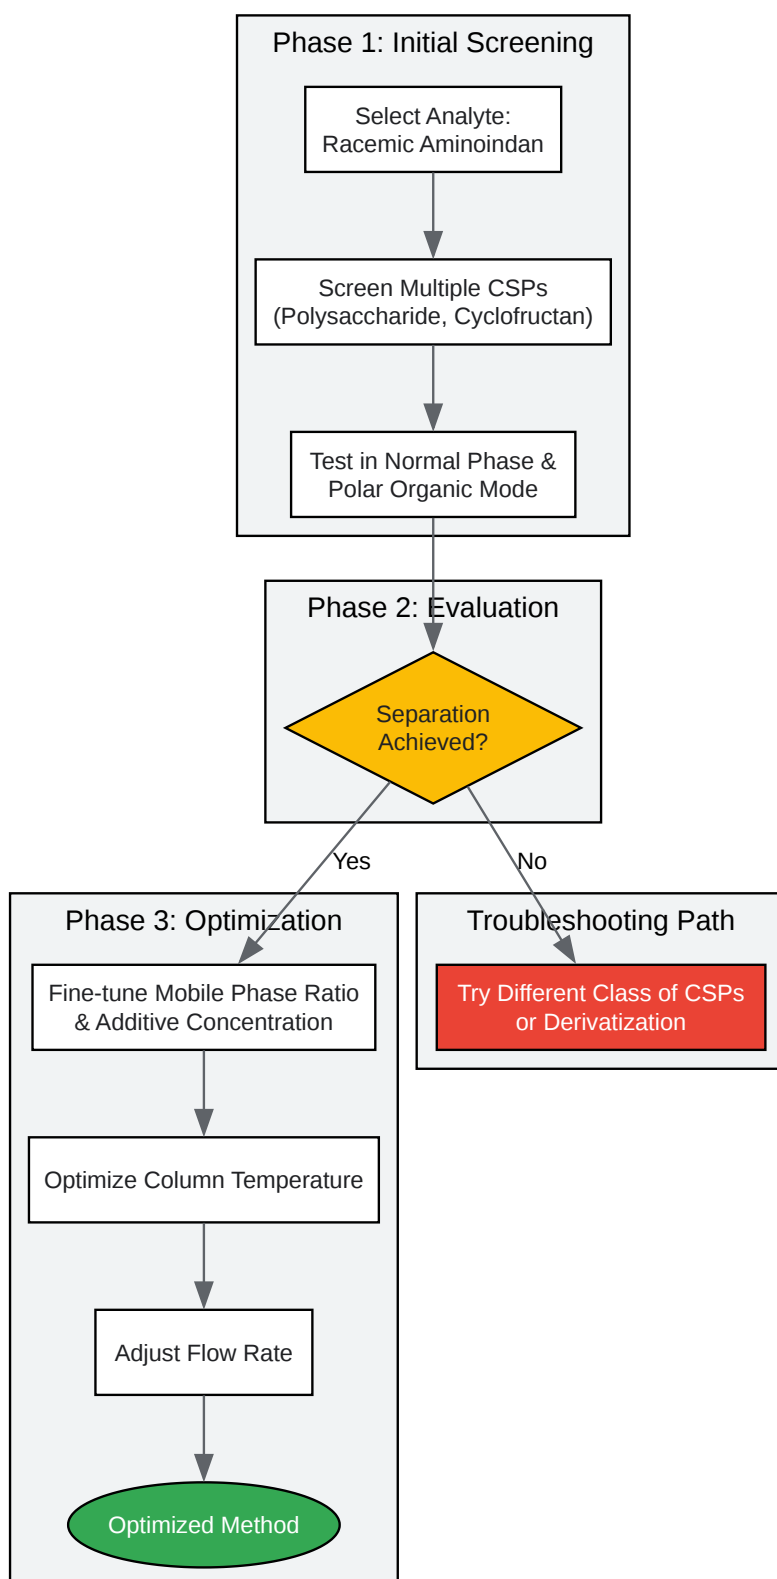 Phase 1: Initial Screening
Select Analyte:
Racemic Aminoindan
Screen Multiple CSPs
(Polysaccharide, Cyclofructan)
Test in Normal Phase &
Polar Organic Mode
Phase 2: Evaluation
Separation
Achieved?
Yes
No
Phase 3: Optimization
Fine-tune Mobile Phase Ratio
& Additive Concentration
Optimize Column Temperature
Adjust Flow Rate
Optimized Method
Troubleshooting Path
Try Different Class of CSPs
or Derivatization